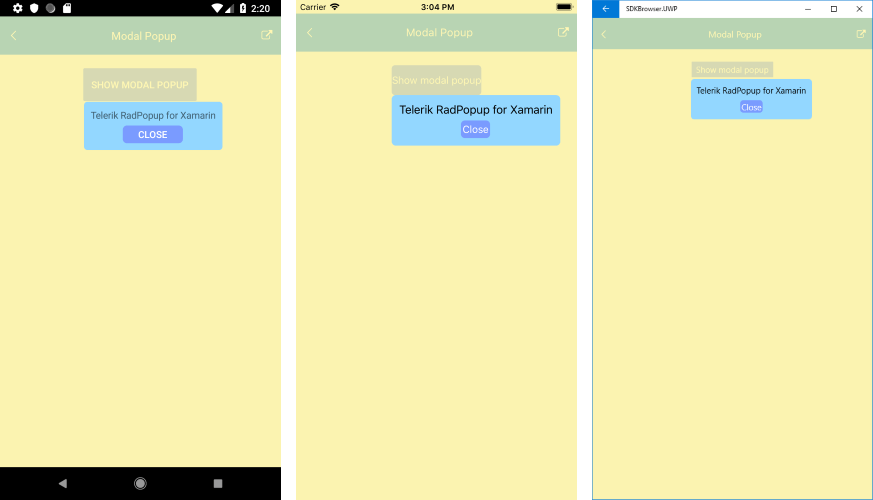 2:20
Modal Popup
SHOW MODAL POPUP
Telerik RadPopup for Xamarin
CLOSE
Carrier 3:04 PM
Modal Popup
Show modal popup
Telerik RadPopup for Xamarin
Close
SDKBrowser.UWP
Modal Popup
Show modal popup
Telerik RadPopup for Xamarin
Close